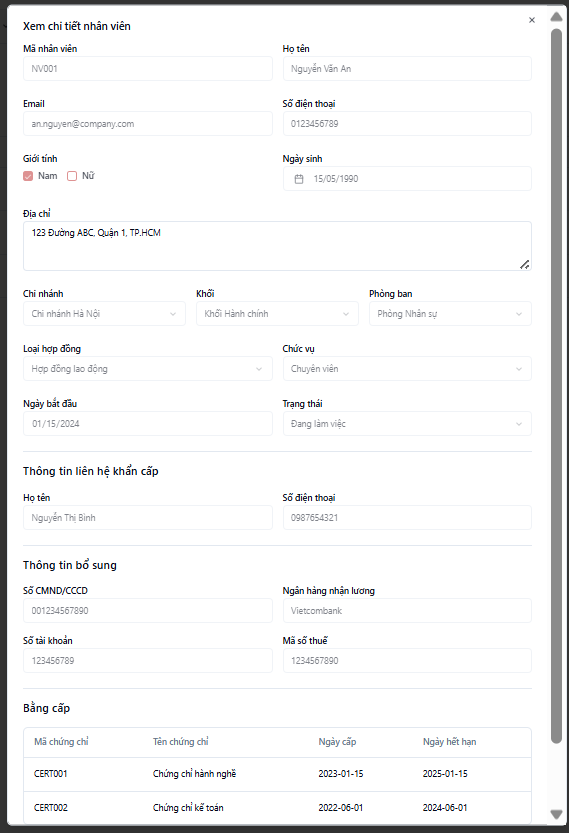 Xem chi tiết nhân viên
Mã nhân viên Họ tên
NV001 Nguyễn Văn An
Email Số điện thoại
an.nguyen@company.com 0123456789
Giới tính Ngày sinh
Nam Nữ 15/05/1990
Địa chỉ
123 Đường ABC, Quận 1, TP.HCM
Chi nhánh Khối Phòng ban
Chi nhánh Hà Nội Khối Hành chính Phòng Nhân sự
Loại hợp đồng Chức vụ
Hợp đồng lao động Chuyên viên
Ngày bắt đầu Trạng thái
01/15/2024 Đang làm việc
Thông tin liên hệ khẩn cấp
Họ tên Số điện thoại
Nguyễn Thị Bình 0987654321
Thông tin bổ sung
Số CMND/CCCD Ngân hàng nhận lương
001234567890 Vietcombank
Số tài khoản Mã số thuế
123456789 1234567890
Bằng cấp
Mã chứng chỉ Tên chứng chỉ Ngày cấp Ngày hết hạn
CERT001 Chứng chỉ hành nghề 2023-01-15 2025-01-15
CERT002 Chứng chỉ kế toán 2022-06-01 2024-06-01